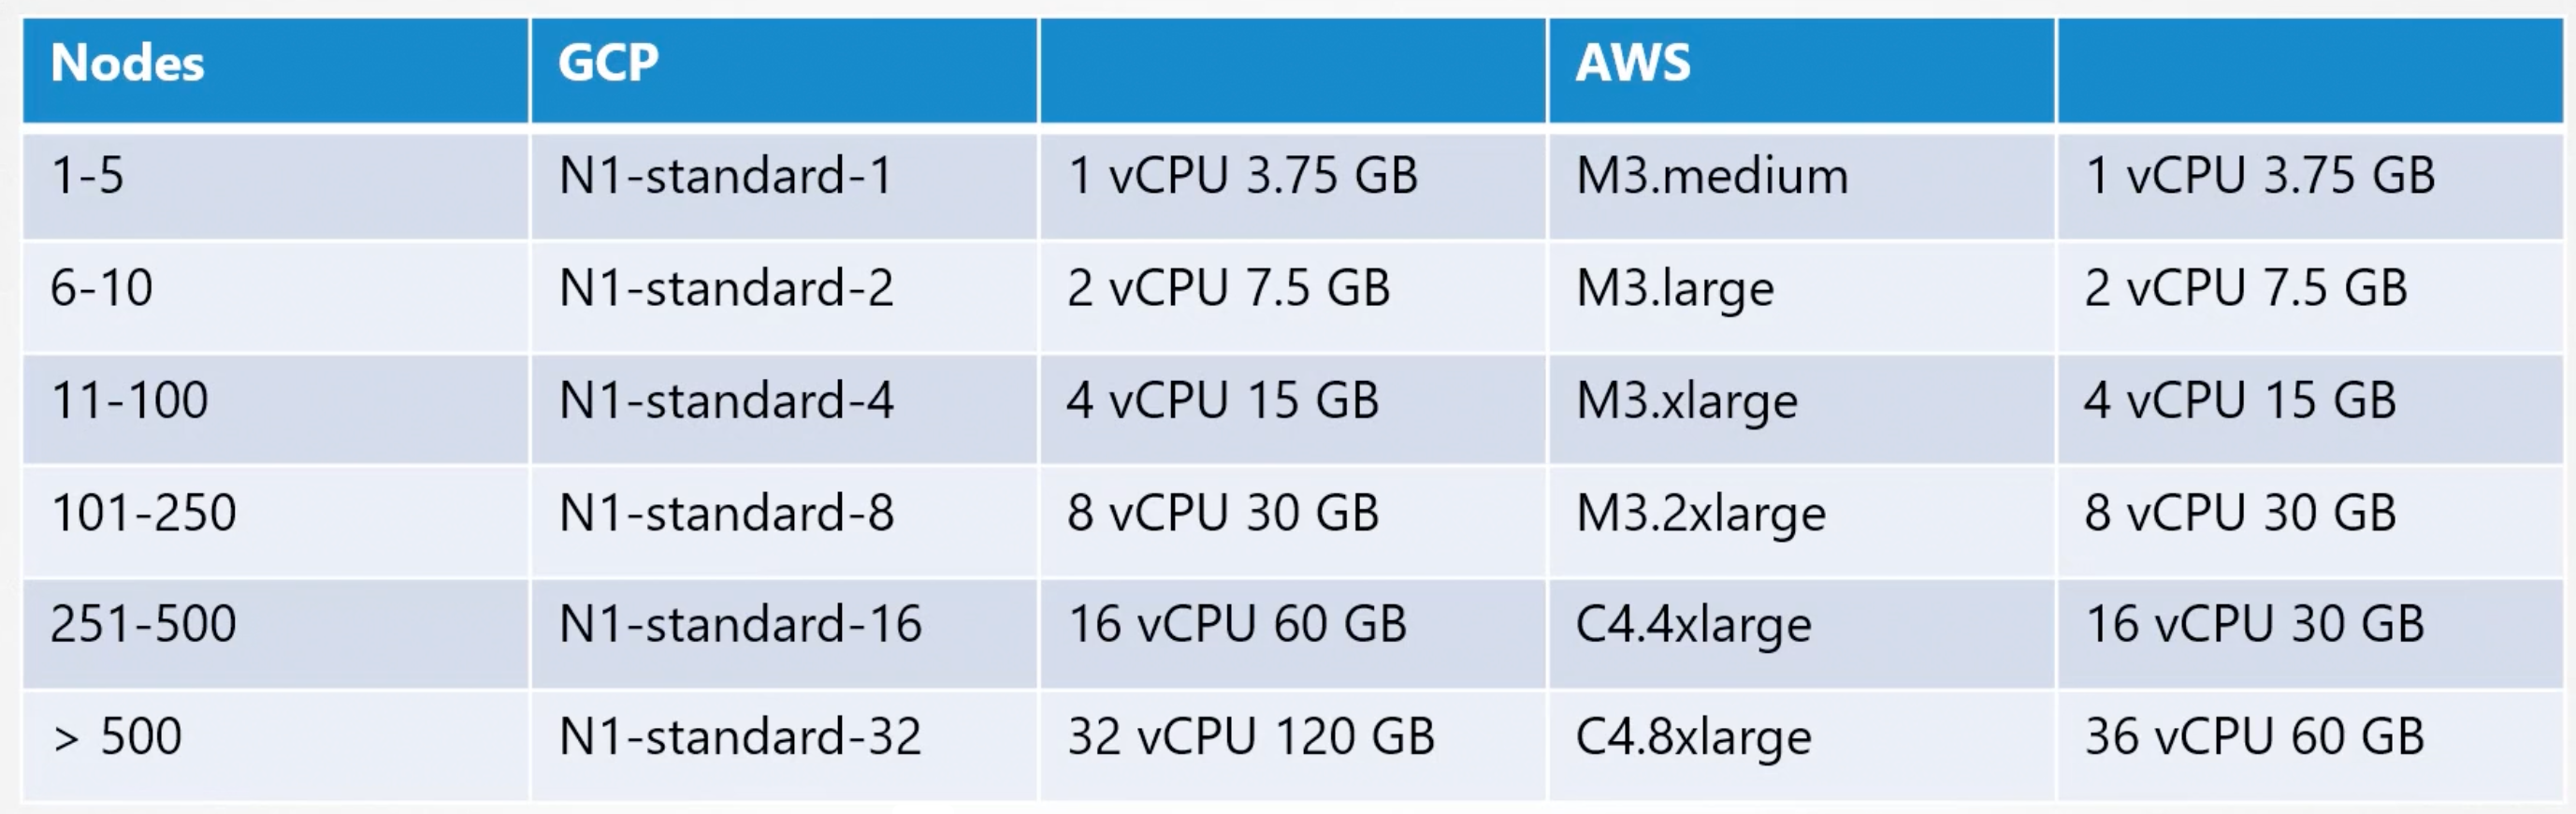 Nodes GCP AWS
1-5 N1-standard-1 1 vCPU 3.75 GB M3.medium 1 vCPU 3.75 GB
6-10 N1-standard-2 2 vCPU 7.5 GB M3.large 2 vCPU 7.5 GB
11-100 N1-standard-4 4 vCPU 15 GB M3.xlarge 4 vCPU 15 GB
101-250 N1-standard-8 8 vCPU 30 GB M3.2xlarge 8 vCPU 30 GB
251-500 N1-standard-16 16 vCPU 60 GB C4.4xlarge 16 vCPU 30 GB
> 500 N1-standard-32 32 vCPU 120 GB C4.8xlarge 36 vCPU 60 GB